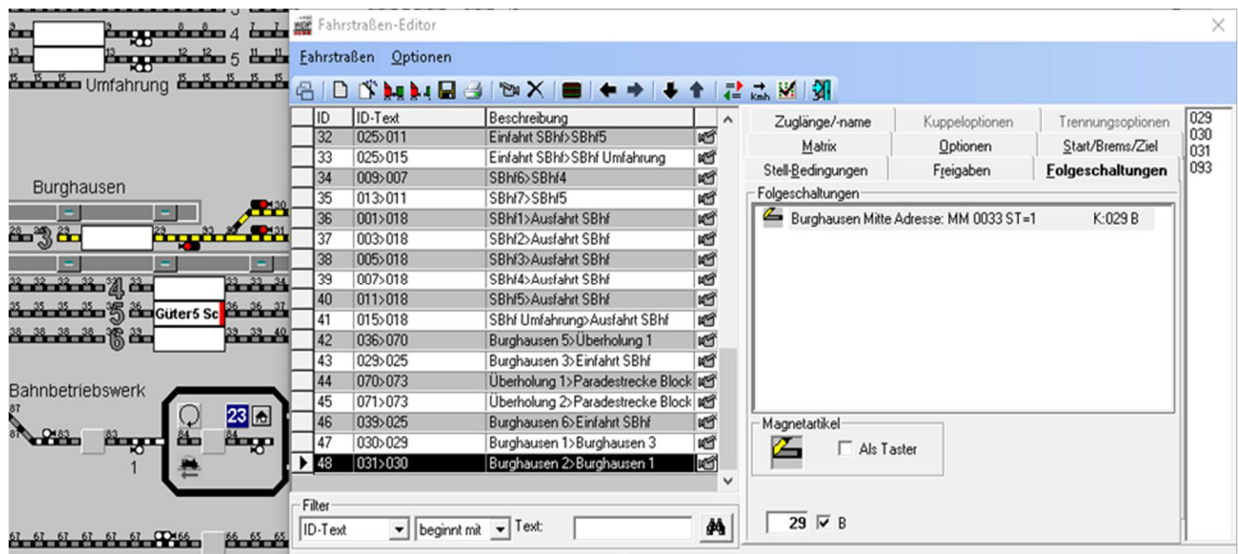 Fahrstraßen-Editor
Fahrstraßen Optionen
4
5
Umfahrung
Burghausen
3
4
5 Güter5 Sc
6
Bahnbetriebswerk
23
1
ID ID-Text Beschreibung
32 025>011 Einfahrt SBhf>SBhf5
33 025>015 Einfahrt SBhf>SBhf Umfahrung
34 009>007 SBhf6>SBhf4
35 013>011 SBhf7>SBhf5
36 001>018 SBhf1>Ausfahrt SBhf
37 003>018 SBhf2>Ausfahrt SBhf
38 005>018 SBhf3>Ausfahrt SBhf
39 007>018 SBhf4>Ausfahrt SBhf
40 011>018 SBhf5>Ausfahrt SBhf
41 015>018 SBhf Umfahrung>Ausfahrt SBhf
42 036>070 Burghausen 5>Überholung 1
43 029>025 Burghausen 3>Einfahrt SBhf
44 070>073 Überholung 1>Paradestrecke Block
45 071>073 Überholung 2>Paradestrecke Block
46 039>025 Burghausen 6>Einfahrt SBhf
47 030>029 Burghausen 1>Burghausen 3
48 031>030 Burghausen 2>Burghausen 1
Filter
ID-Text beginnt mit Text:
Zuglänge/-name Kuppeloptionen Trennungsoptionen
Matrix Optionen Start/Brems/Ziel
Stell-Bedingungen Freigaben Folgeschaltungen
Folgeschaltungen
Burghausen Mitte Adresse: MM 0033 ST=1 K:029 B
Magnetartikel
Als Taster
29 B
029
030
031
093